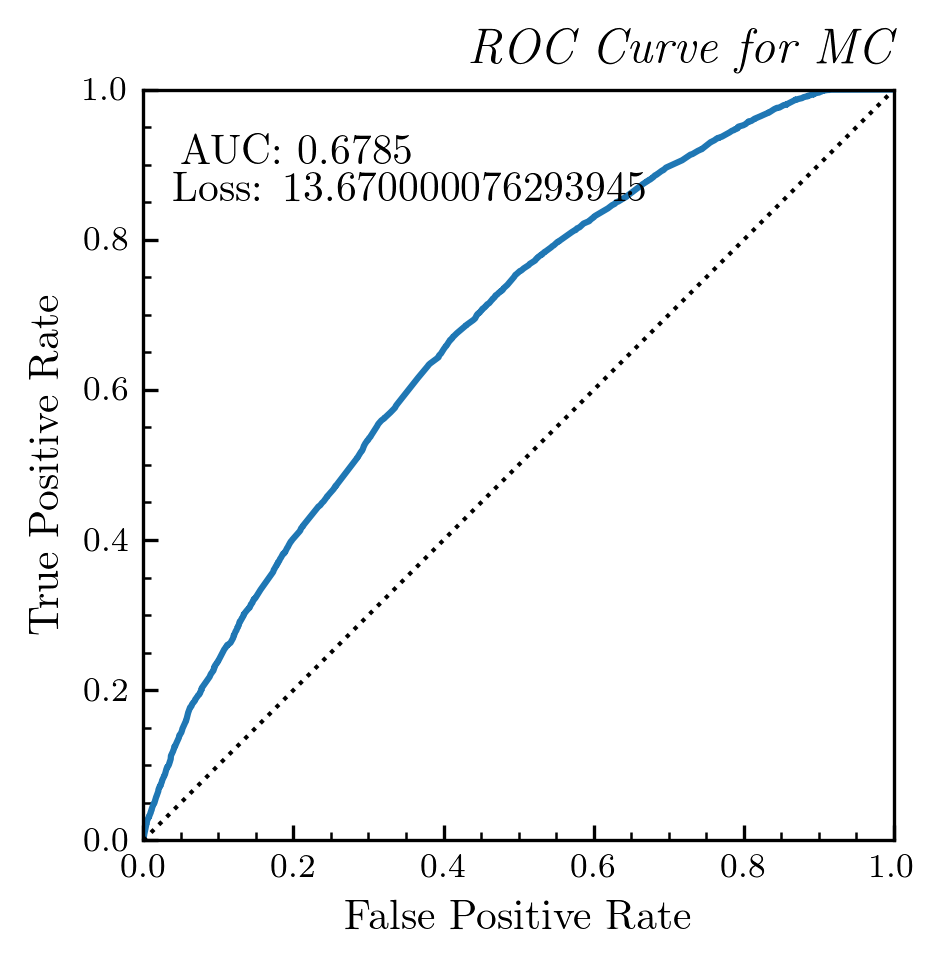 ROC Curve for MC
1.0
AUC: 0.6785
Loss: 13.670000076293945
0.8
0.6
0.4
0.2
0.0
True Positive Rate
0.0 0.2 0.4 0.6 0.8 1.0
False Positive Rate